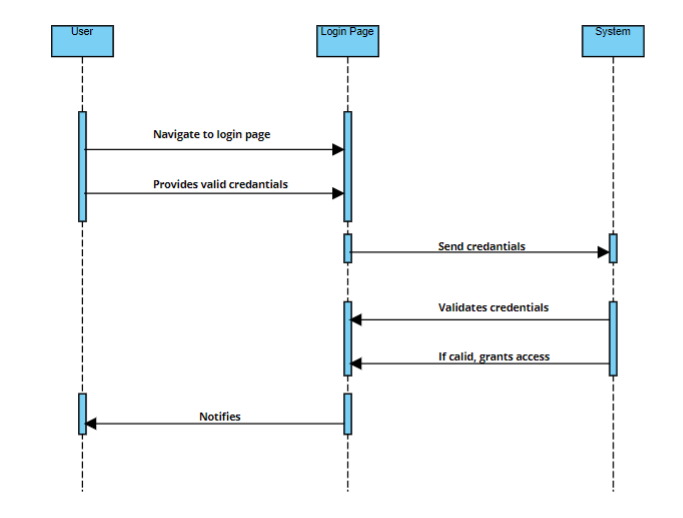 User
Login Page
System
Navigate to login page
Provides valid credantials
Send credantials
Validates credentials
If calid, grants access
Notifies